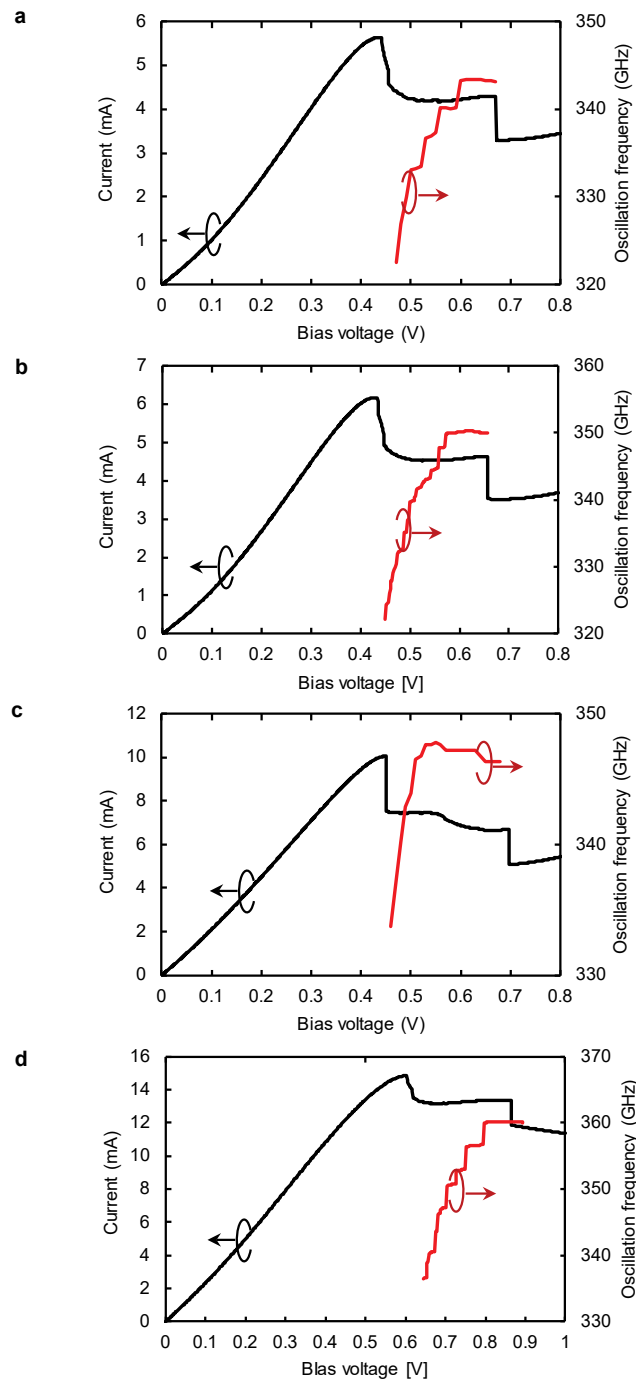 a
6
5
4
3
2
1
0
Current (mA)
350
340
330
320
Oscillation frequency (GHz)
0 0.1 0.2 0.3 0.4 0.5 0.6 0.7 0.8
Bias voltage (V)
b
7
6
5
4
3
2
1
0
Current (mA)
360
350
340
330
320
Oscillation frequency (GHz)
0 0.1 0.2 0.3 0.4 0.5 0.6 0.7 0.8
Bias voltage [V]
c
12
10
8
6
4
2
0
Current (mA)
350
340
330
Oscillation frequency (GHz)
0 0.1 0.2 0.3 0.4 0.5 0.6 0.7 0.8
Bias voltage (V)
d
16
14
12
10
8
6
4
2
0
Current (mA)
370
360
350
340
330
Oscillation frequency (GHz)
0 0.1 0.2 0.3 0.4 0.5 0.6 0.7 0.8 0.9 1
BIas voltage [V]